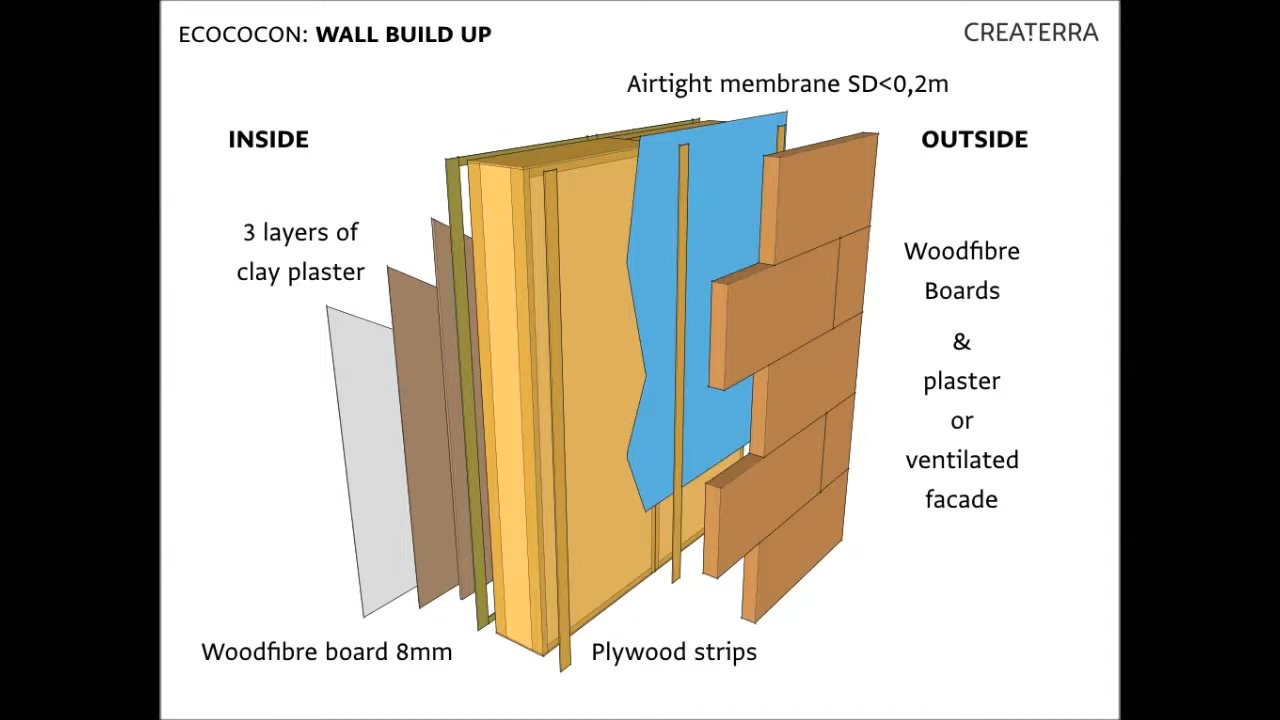 ECOCOCON: WALL BUILD UP
CREATERRA
Airtight membrane SD<0,2m
INSIDE
OUTSIDE
3 layers of
clay plaster
Woodfibre
Boards
&
plaster
or
ventilated
facade
Woodfibre board 8mm
Plywood strips